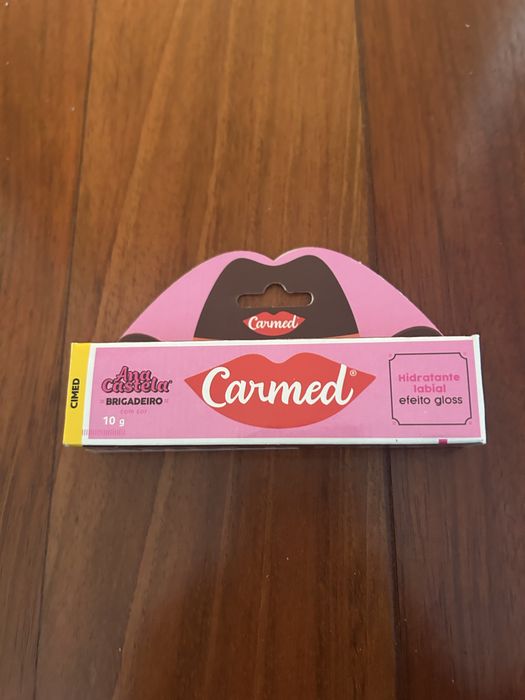 Carmed
CIMED
Ana
Castela
BRIGADEIRO
com cor
10 g
Carmed®
Hidratante
labial
efeito gloss